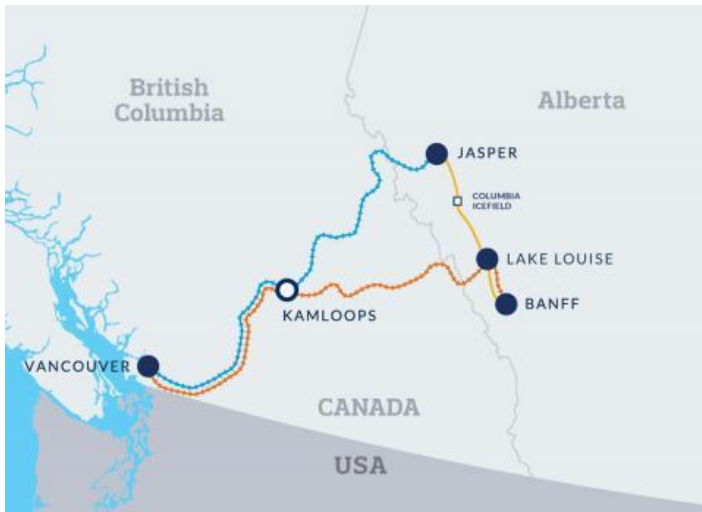 British
Columbia
Alberta
JASPER
COLUMBIA
ICEFIELD
LAKE LOUISE
BANFF
KAMLOOPS
VANCOUVER
CANADA
USA